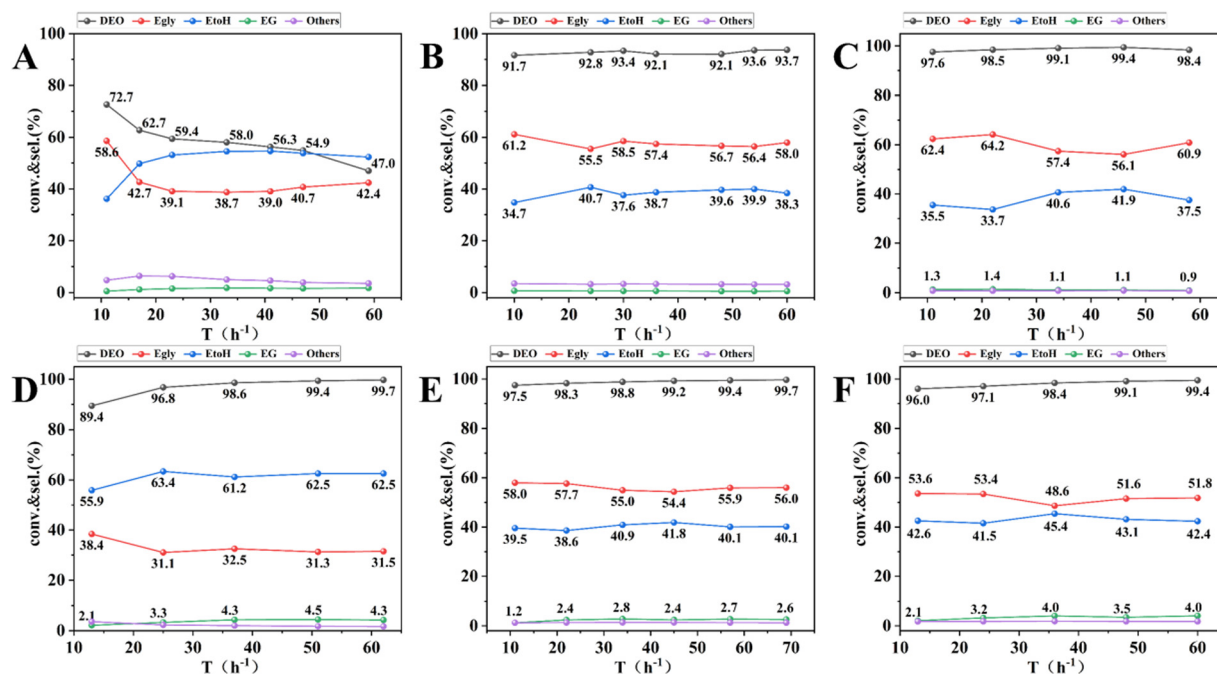 DEO Egly EtoH EG Others
A
conv.&sel.(%)
100
80
60
40
20
0
72.7 62.7 59.4 58.0 56.3 54.9 47.0
58.6 42.7 39.1 38.7 39.0 40.7 42.4
10 20 30 40 50 60
T (h-1)
DEO Egly EtoH EG Others
B
conv.&sel.(%)
100
80
60
40
20
0
91.7 92.8 93.4 92.1 92.1 93.6 93.7
61.2 55.5 58.5 57.4 56.7 56.4 58.0
34.7 40.7 37.6 38.7 39.6 39.9 38.3
10 20 30 40 50 60
T (h-1)
DEO Egly EtoH EG Others
C
conv.&sel.(%)
100
80
60
40
20
0
97.6 98.5 99.1 99.4 98.4
62.4 64.2 57.4 56.1 60.9
35.5 33.7 40.6 41.9 37.5
1.3 1.4 1.1 1.1 0.9
10 20 30 40 50 60
T (h-1)
DEO Egly EtoH EG Others
D
conv.&sel.(%)
100
80
60
40
20
0
89.4 96.8 98.6 99.4 99.7
55.9 63.4 61.2 62.5 62.5
38.4 31.1 32.5 31.3 31.5
2.1 3.3 4.3 4.5 4.3
10 20 30 40 50 60
T (h-1)
DEO Egly EtoH EG Others
E
conv.&sel.(%)
100
80
60
40
20
0
97.5 98.3 98.8 99.2 99.4 99.7
58.0 57.7 55.0 54.4 55.9 56.0
39.5 38.6 40.9 41.8 40.1 40.1
1.2 2.4 2.8 2.4 2.7 2.6
10 20 30 40 50 60 70
T (h-1)
DEO Egly EtoH EG Others
F
conv.&sel.(%)
100
80
60
40
20
0
96.0 97.1 98.4 99.1 99.4
53.6 53.4 48.6 51.6 51.8
42.6 41.5 45.4 43.1 42.4
2.1 3.2 4.0 3.5 4.0
10 20 30 40 50 60
T (h-1)